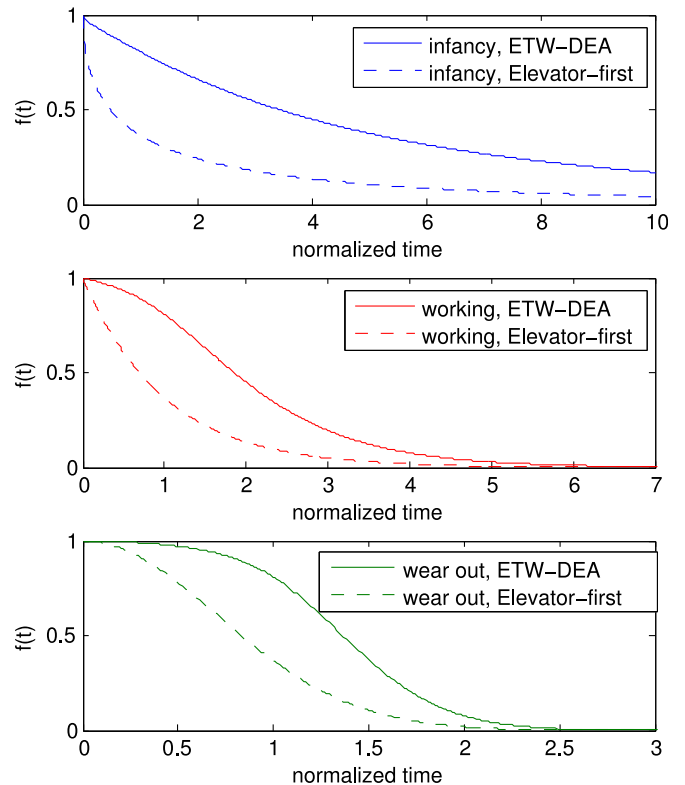 1
infancy, ETW-DEA
infancy, Elevator-first
f(t)
0.5
0
0 2 4 6 8 10
normalized time
1
working, ETW-DEA
working, Elevator-first
f(t)
0.5
0
0 1 2 3 4 5 6 7
normalized time
1
wear out, ETW-DEA
wear out, Elevator-first
f(t)
0.5
0
0 0.5 1 1.5 2 2.5 3
normalized time